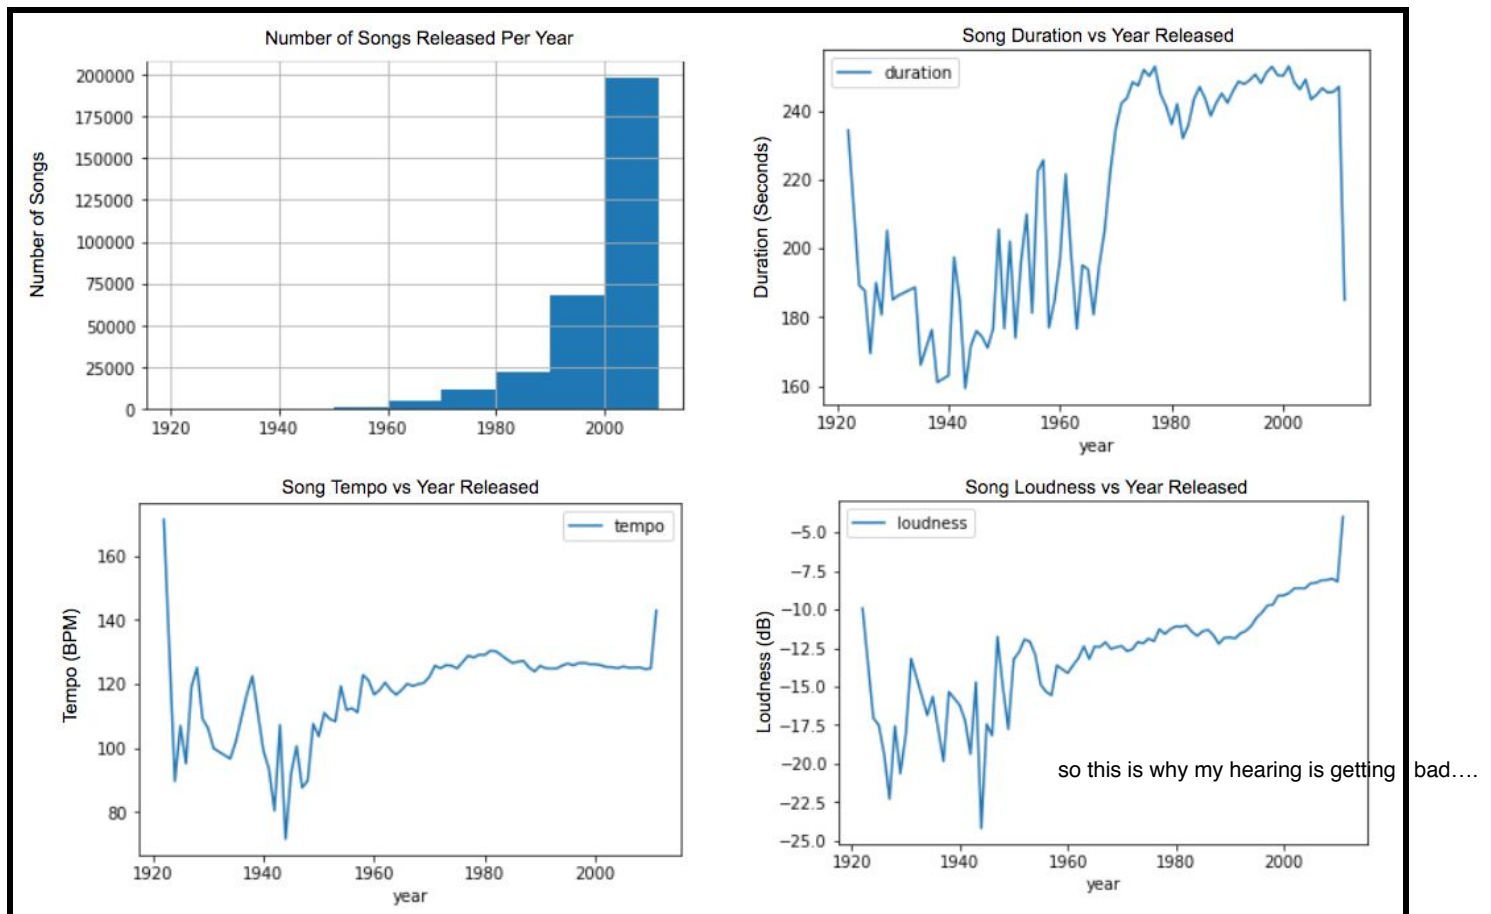 Number of Songs Released Per Year
Number of Songs
200000
175000
150000
125000
100000
75000
50000
25000
0
1920 1940 1960 1980 2000
Song Duration vs Year Released
duration
Duration (Seconds)
240
220
200
180
160
1920 1940 1960 1980 2000
year
Song Tempo vs Year Released
tempo
Tempo (BPM)
160
140
120
100
80
1920 1940 1960 1980 2000
year
Song Loudness vs Year Released
loudness
Loudness (dB)
−5.0
−7.5
−10.0
−12.5
−15.0
−17.5
−20.0
−22.5
−25.0
1920 1940 1960 1980 2000
year
so this is why my hearing is getting bad….